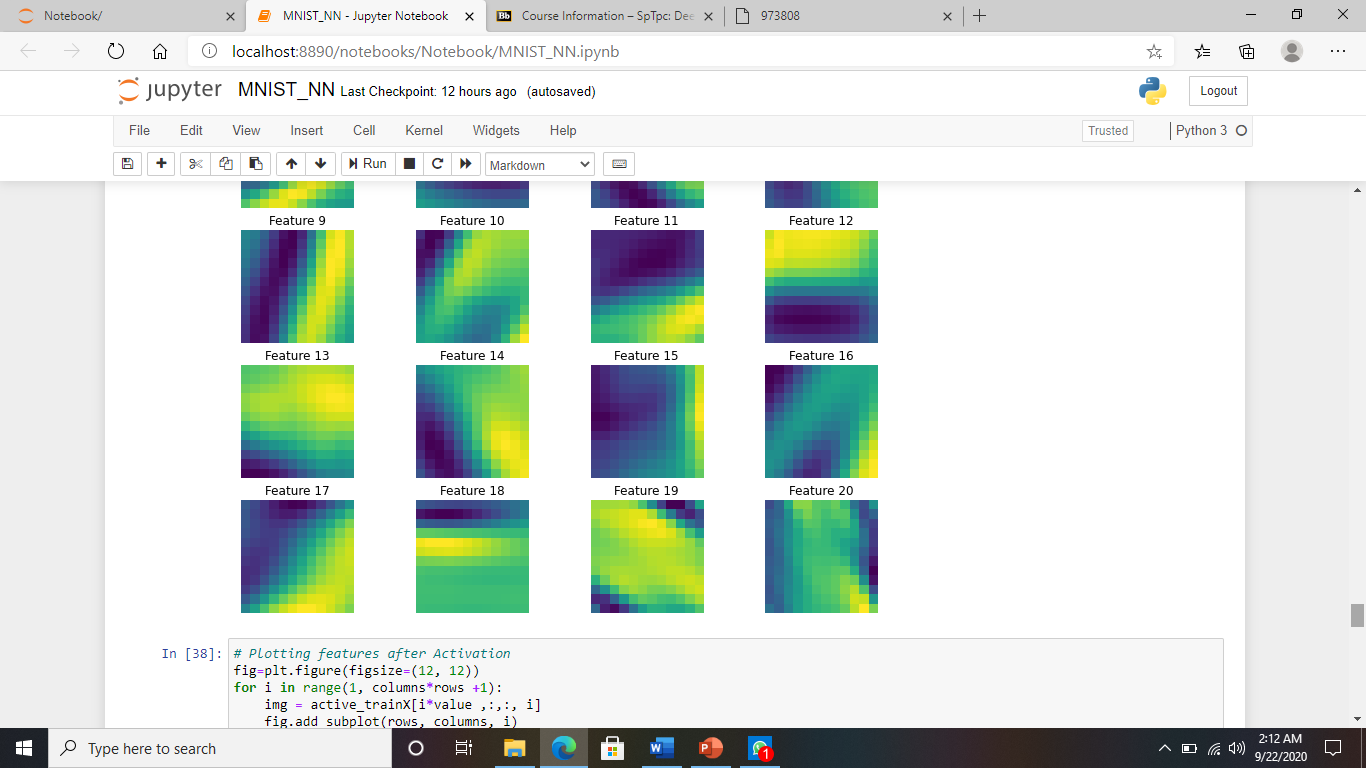 Notebook/
MNIST_NN - Jupyter Notebook
Bb Course Information – SpTpc: Dee
973808
localhost:8890/notebooks/Notebook/MNIST_NN.ipynb
jupyter MNIST_NN Last Checkpoint: 12 hours ago (autosaved)
Logout
File Edit View Insert Cell Kernel Widgets Help
Trusted Python 3
Run Markdown
Feature 9 Feature 10 Feature 11 Feature 12
Feature 13 Feature 14 Feature 15 Feature 16
Feature 17 Feature 18 Feature 19 Feature 20
In [38]: # Plotting features after Activation
fig=plt.figure(figsize=(12, 12))
for i in range(1, columns*rows +1):
    img = active_trainX[i*value ,:,:, i]
    fig.add_subplot(rows, columns, i)
Type here to search
W P 1
2:12 AM
9/22/2020